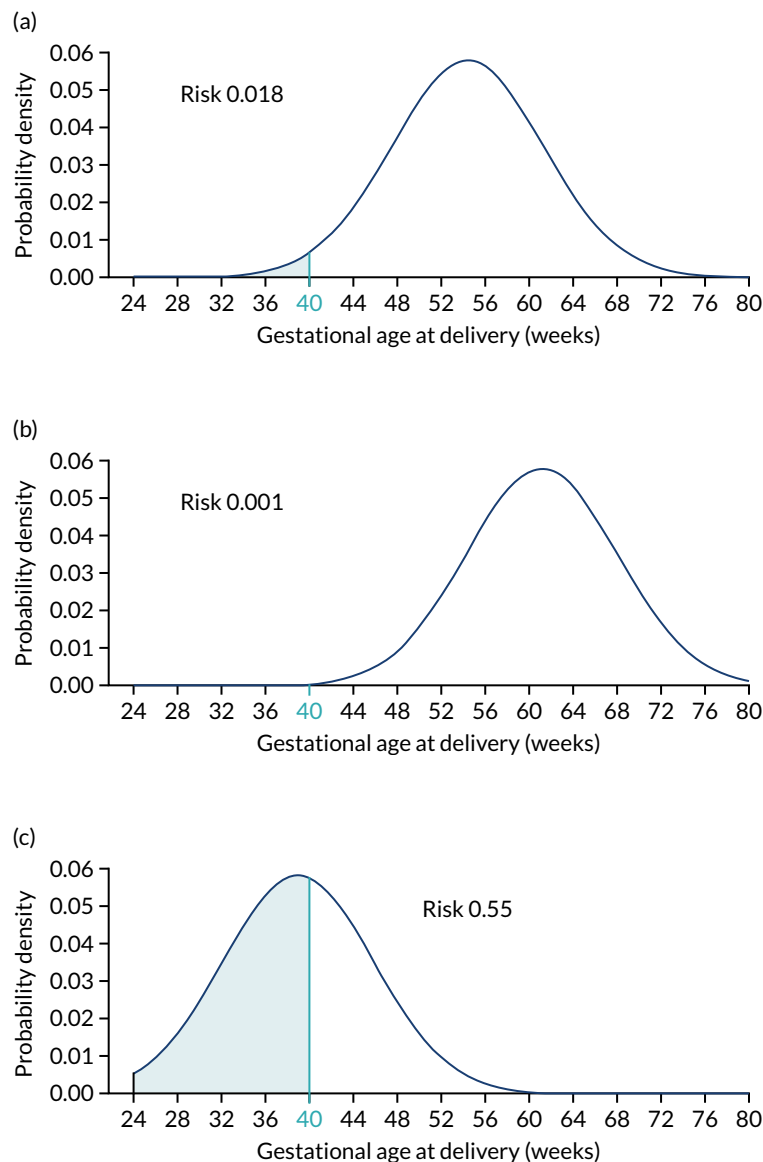 (a)
Probability density
0.06
0.05
0.04
0.03
0.02
0.01
0.00
Risk 0.018
24 28 32 36 40 44 48 52 56 60 64 68 72 76 80
Gestational age at delivery (weeks)
(b)
Probability density
0.06
0.05
0.04
0.03
0.02
0.01
0.00
Risk 0.001
24 28 32 36 40 44 48 52 56 60 64 68 72 76 80
Gestational age at delivery (weeks)
(c)
Probability density
0.06
0.05
0.04
0.03
0.02
0.01
0.00
Risk 0.55
24 28 32 36 40 44 48 52 56 60 64 68 72 76 80
Gestational age at delivery (weeks)